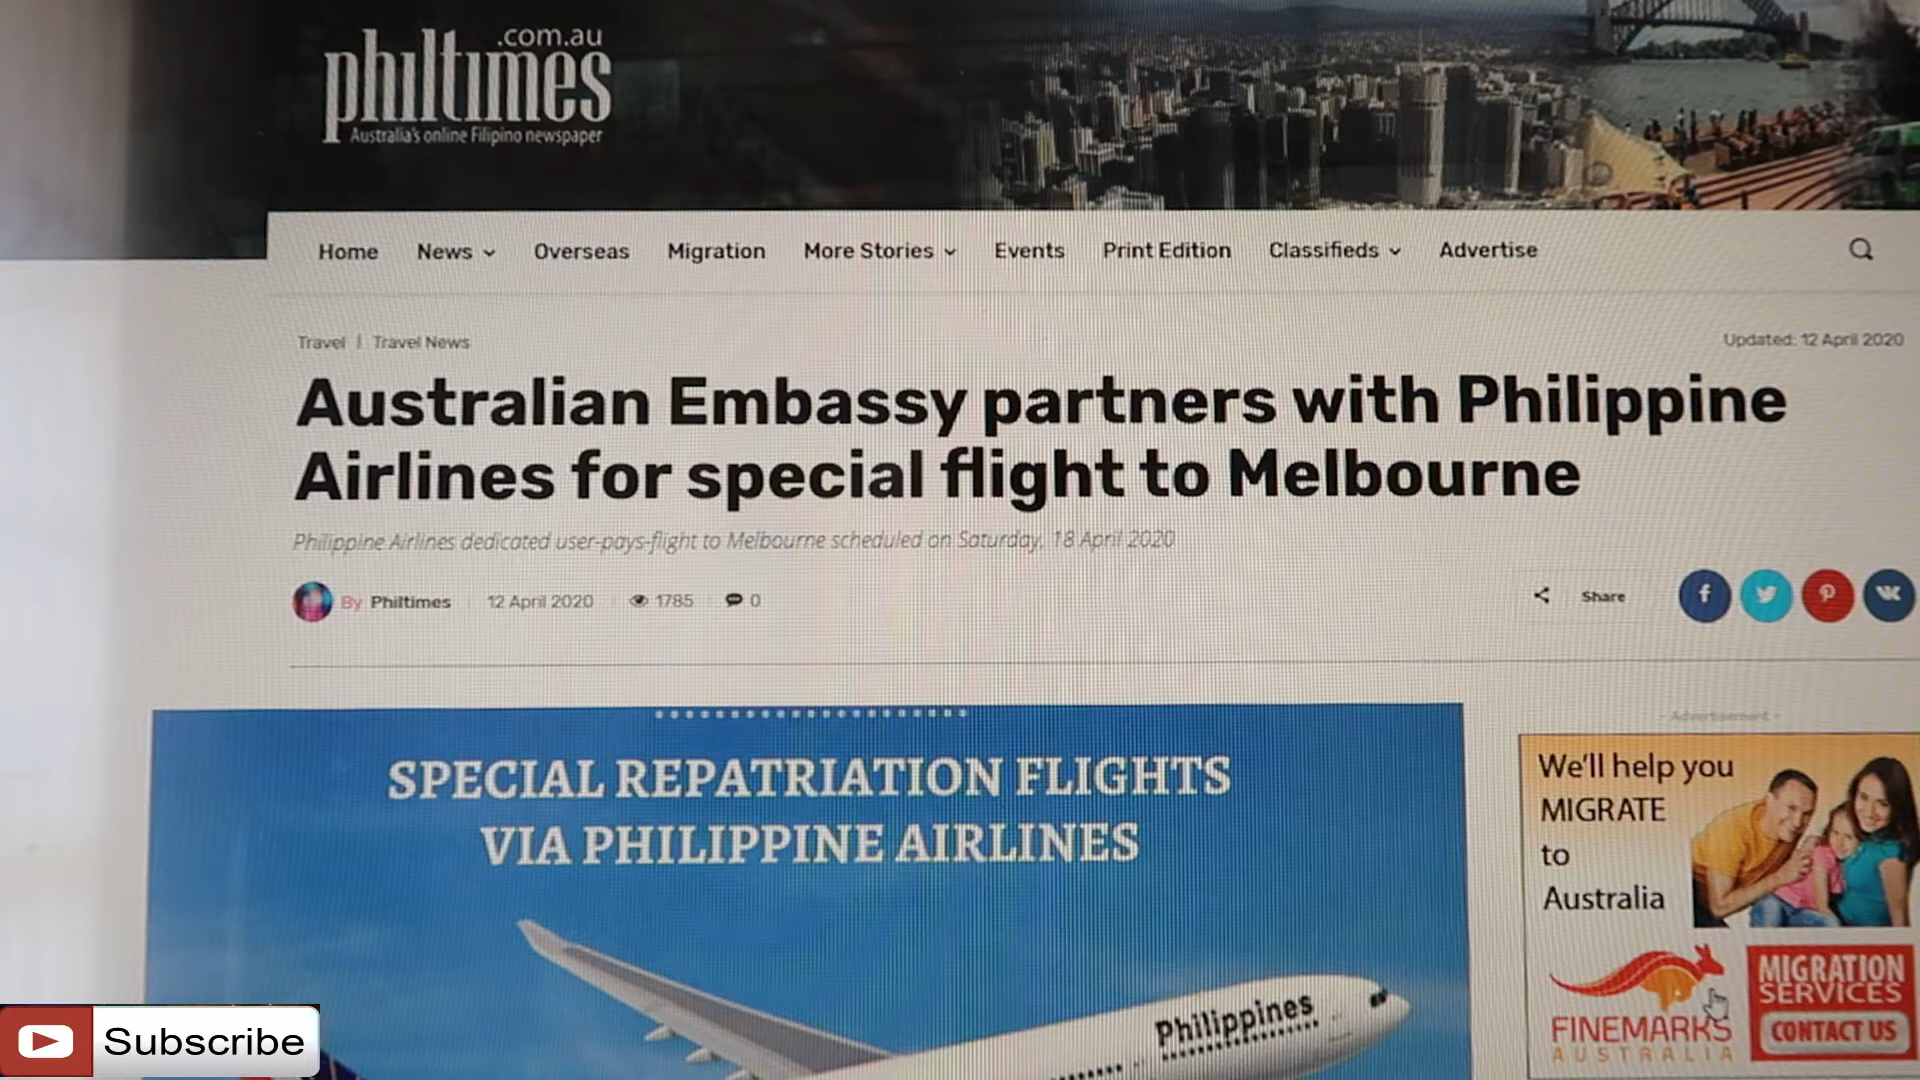 .com.au
philtimes
Australia's online Filipino newspaper
Home News Overseas Migration More Stories Events Print Edition Classifieds Advertise
Travel | Travel News
Updated: 12 April 2020
Australian Embassy partners with Philippine
Airlines for special flight to Melbourne
Philippine Airlines dedicated user-pays-flight to Melbourne scheduled on Saturday, 18 April 2020
By Philtimes 12 April 2020 1785 0
Share
- Advertisement -
SPECIAL REPATRIATION FLIGHTS
VIA PHILIPPINE AIRLINES
Philippines
We'll help you
MIGRATE
to
Australia
FINEMARKS
AUSTRALIA
MIGRATION
SERVICES
CONTACT US
Subscribe